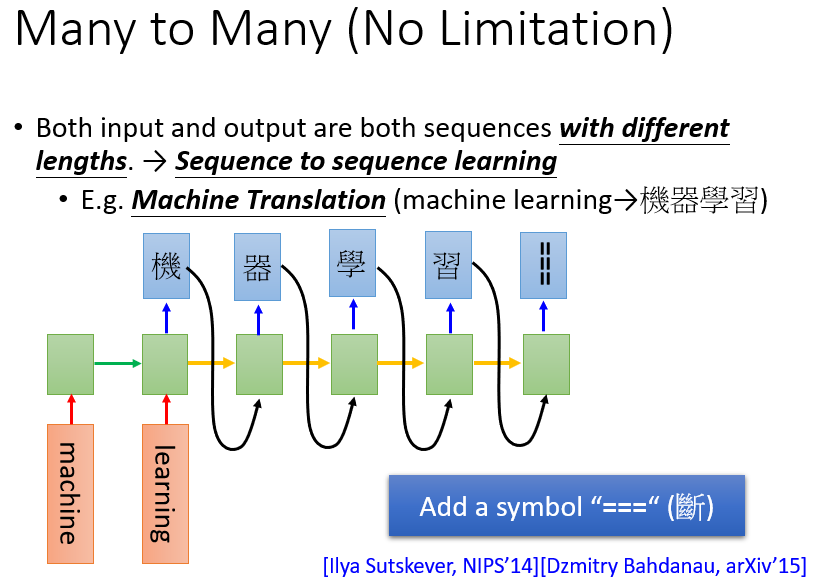 Many to Many (No Limitation)
• Both input and output are both sequences with different
lengths. → Sequence to sequence learning
• E.g. Machine Translation (machine learning→機器學習)
機 器 學 習 ===
machine learning
Add a symbol “===“ (斷)
[Ilya Sutskever, NIPS’14][Dzmitry Bahdanau, arXiv’15]